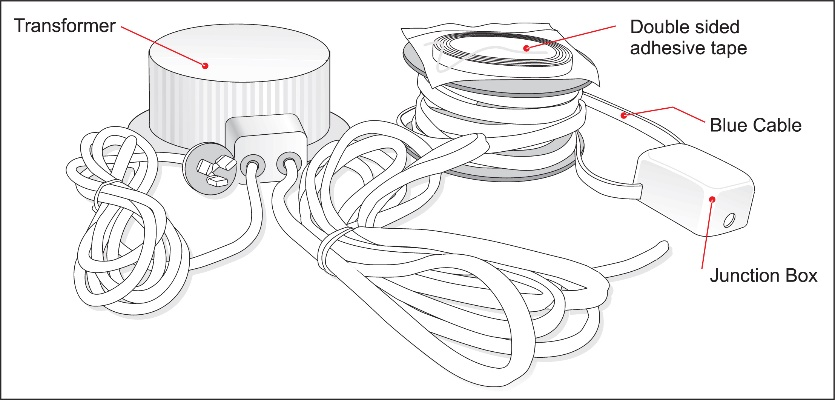 Transformer
Double sided
adhesive tape
Blue Cable
Junction Box